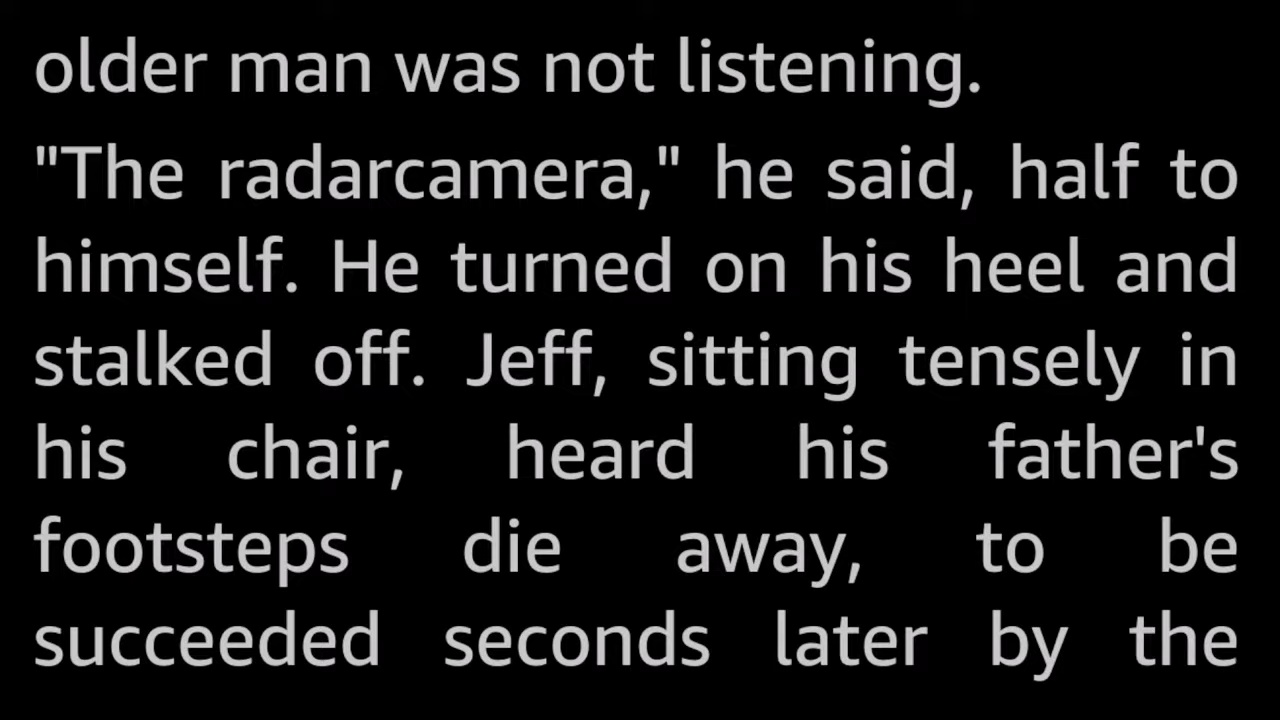 older man was not listening.
"The radarcamera," he said, half to
himself. He turned on his heel and
stalked off. Jeff, sitting tensely in
his chair, heard his father's
footsteps die away, to be
succeeded seconds later by the